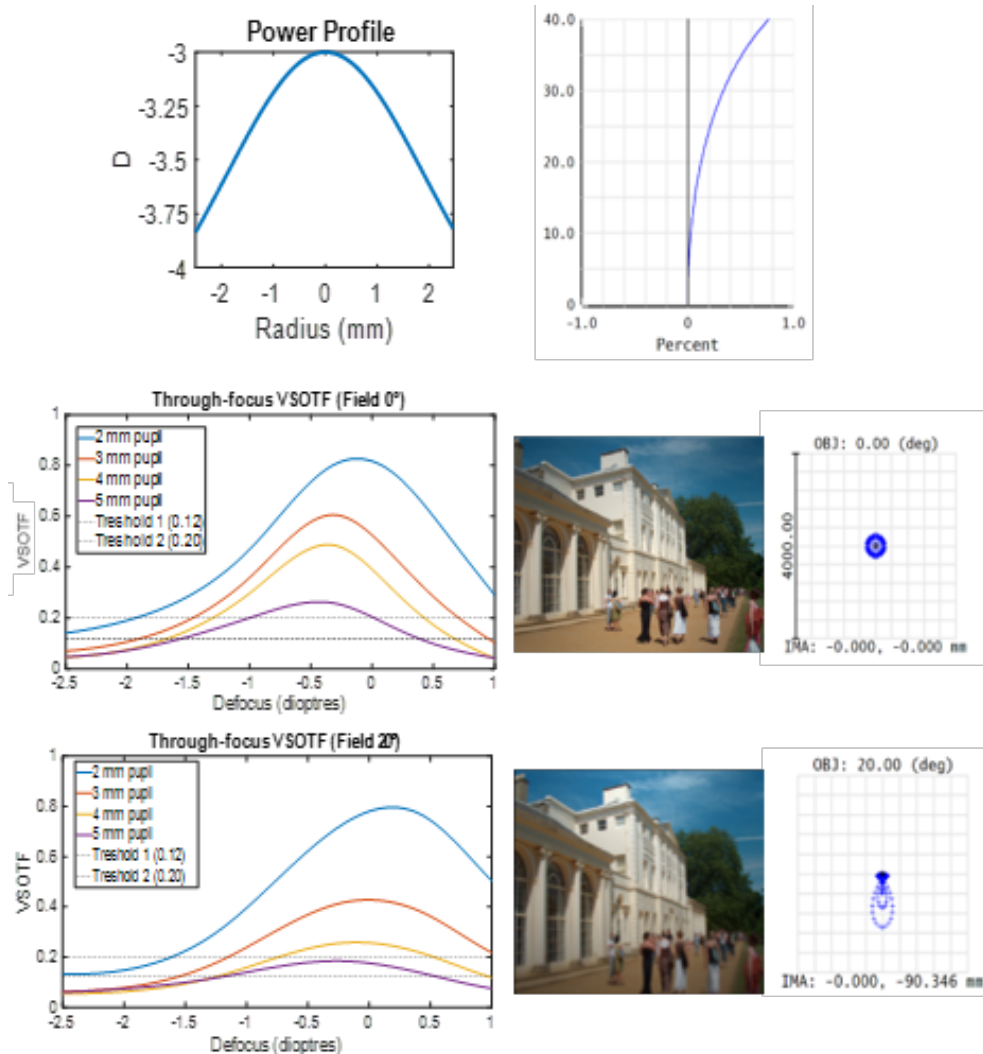 Power Profile
-3
-3.25
-3.5
-3.75
-4
D
-2 -1 0 1 2
Radius (mm)
40.0
30.0
20.0
10.0
0
-1.0 0 1.0
Percent
Through-focus VSOTF (Field 0°)
1
0.8
0.6
0.4
0.2
0
VSOTF
2 mm pupil
3 mm pupil
4 mm pupil
5 mm pupil
Treshold 1 (0.12)
Treshold 2 (0.20)
-2.5 -2 -1.5 -1 -0.5 0 0.5 1
Defocus (dioptres)
OBJ: 0.00 (deg)
4000.00
IMA: -0.000, -0.000 mm
Through-focus VSOTF (Field 20°)
1
0.8
0.6
0.4
0.2
0
VSOTF
2 mm pupil
3 mm pupil
4 mm pupil
5 mm pupil
Treshold 1 (0.12)
Treshold 2 (0.20)
-2.5 -2 -1.5 -1 -0.5 0 0.5 1
Defocus (dioptres)
OBJ: 20.00 (deg)
IMA: -0.000, -90.346 mm